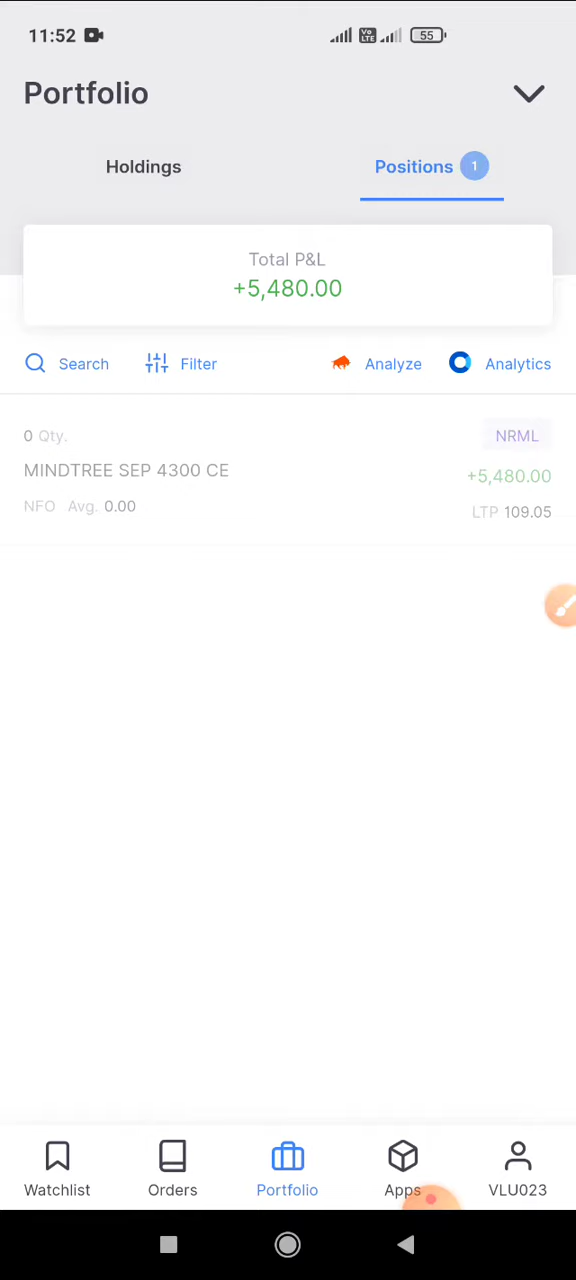 11:52 Vo LTE 55
Portfolio
Holdings Positions 1
Total P&L
+5,480.00
Search Filter Analyze Analytics
0 Qty. NRML
MINDTREE SEP 4300 CE +5,480.00
NFO Avg. 0.00 LTP 109.05
Watchlist Orders Portfolio Apps VLU023